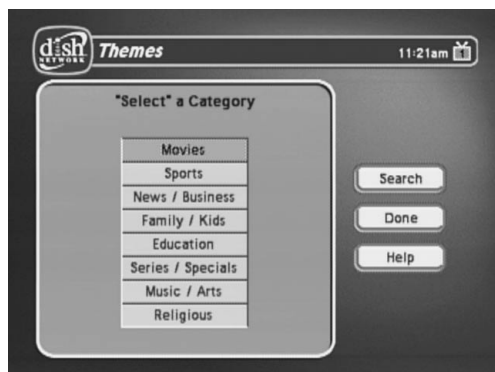 dish
NETWORK
Themes
11:21am
1
"Select" a Category
Movies
Sports
News / Business
Family / Kids
Education
Series / Specials
Music / Arts
Religious
Search
Done
Help